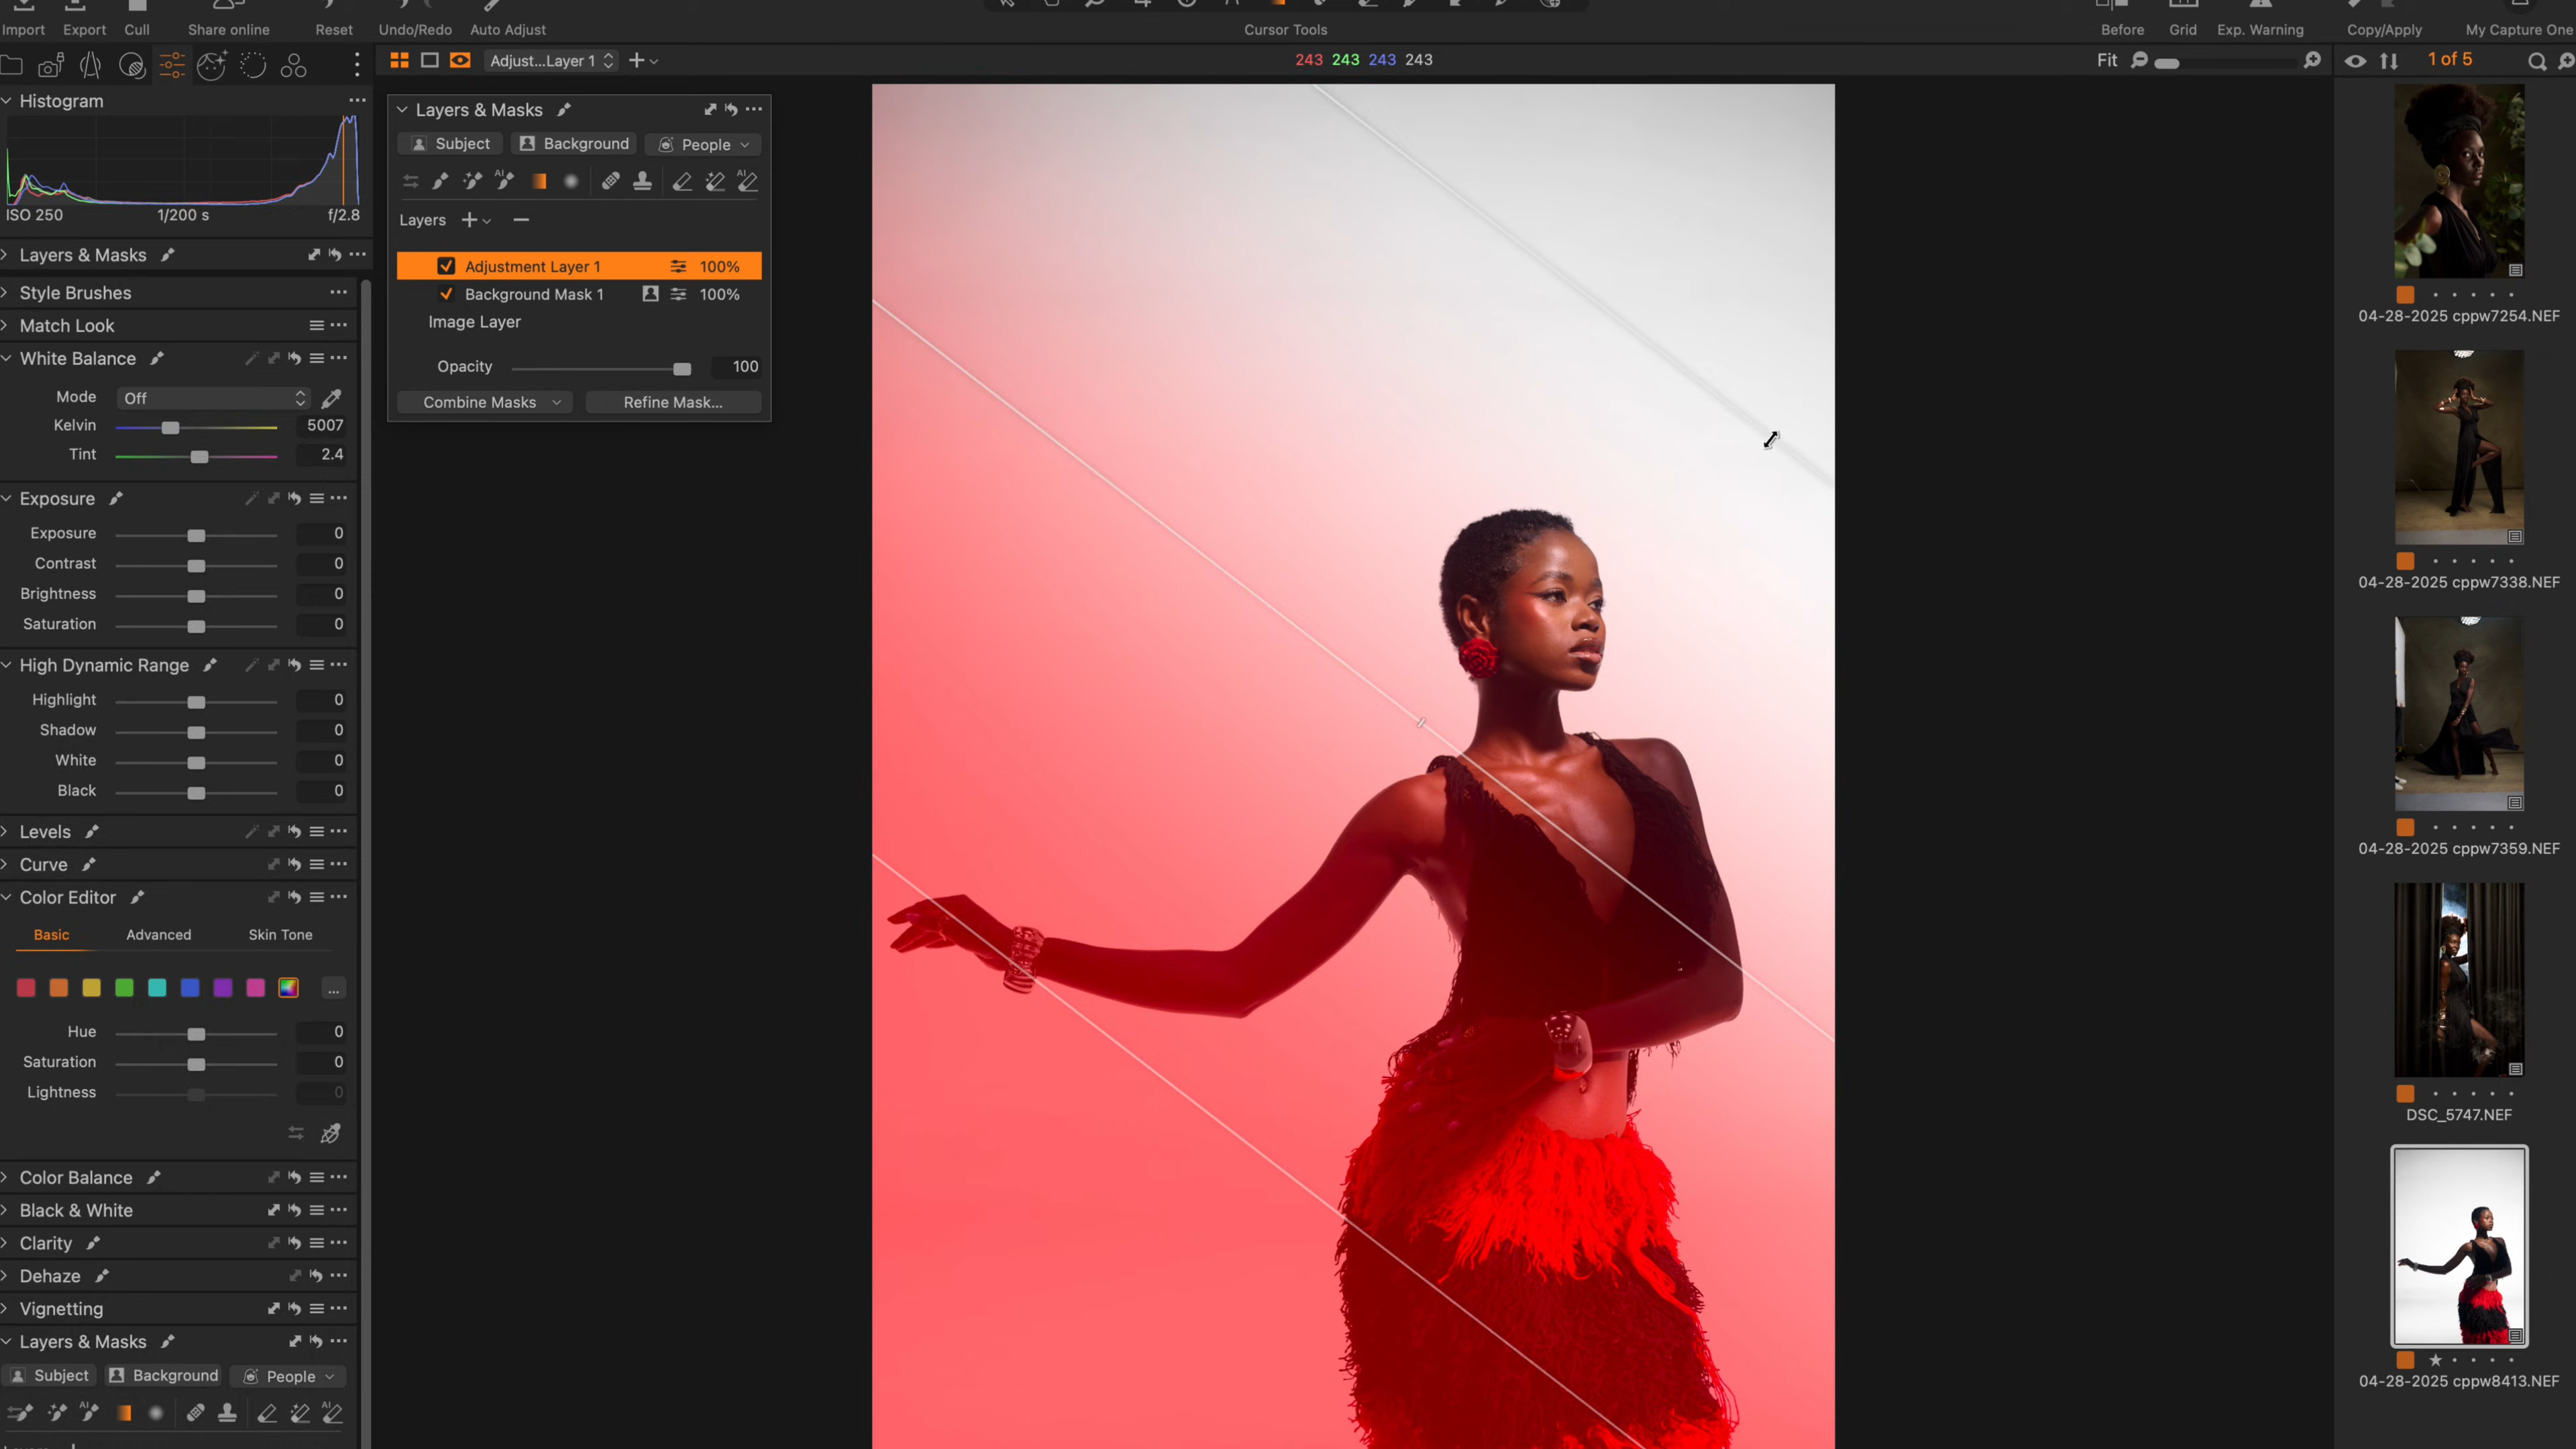 Import Export Cull Share online Reset Undo/Redo Auto Adjust Cursor Tools Before Grid Exp. Warning Copy/Apply My Capture One
Adjust...Layer 1
243 243 243 243
Fit
1 of 5
Histogram
ISO 250 1/200 s f/2.8
Layers & Masks
Style Brushes
Match Look
White Balance
Mode Off
Kelvin 5007
Tint 2.4
Exposure
Exposure 0
Contrast 0
Brightness 0
Saturation 0
High Dynamic Range
Highlight 0
Shadow 0
White 0
Black 0
Levels
Curve
Color Editor
Basic Advanced Skin Tone
...
Hue 0
Saturation 0
Lightness 0
Color Balance
Black & White
Clarity
Dehaze
Vignetting
Layers & Masks
Subject Background People
AI AI
Layers & Masks
Subject Background People
AI AI
Layers
Adjustment Layer 1 100%
Background Mask 1 100%
Image Layer
Opacity 100
Combine Masks Refine Mask...
04-28-2025 cppw7254.NEF
04-28-2025 cppw7338.NEF
04-28-2025 cppw7359.NEF
DSC_5747.NEF
04-28-2025 cppw8413.NEF